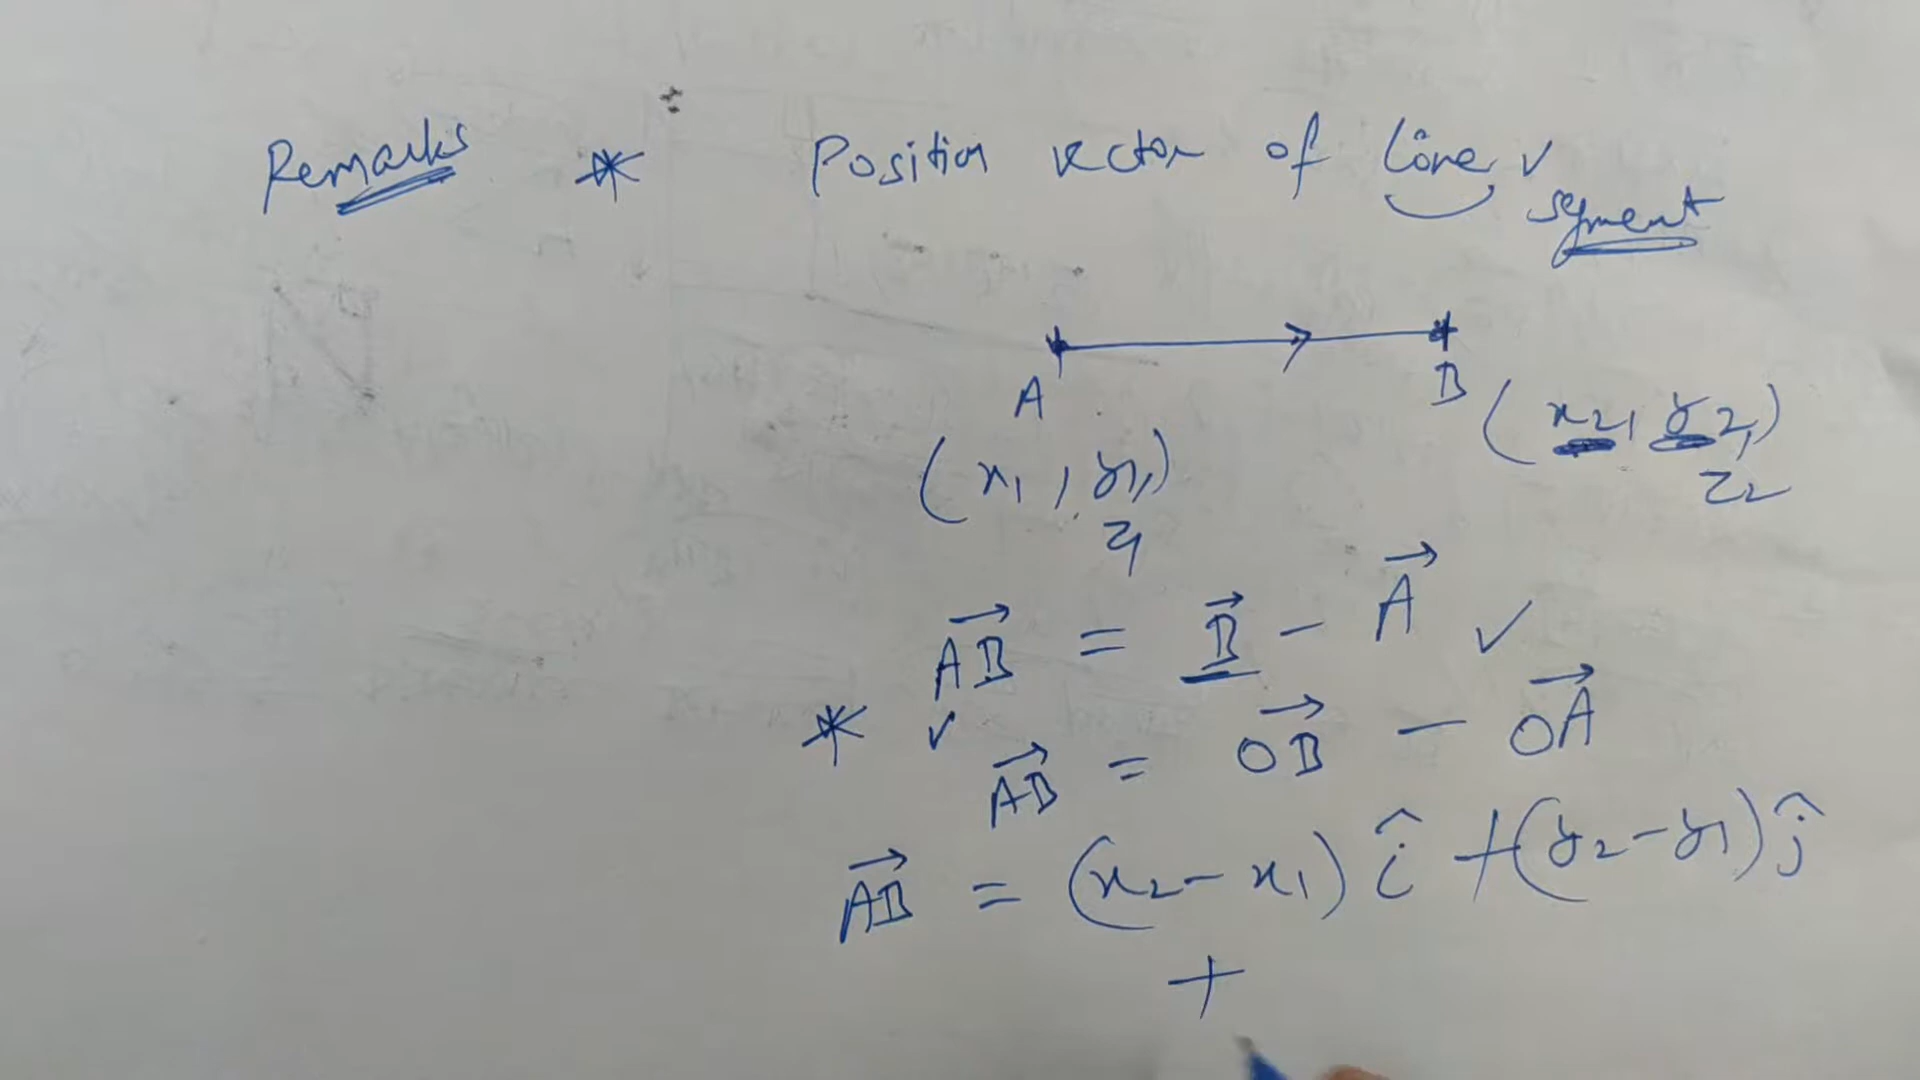 Remarks * Position vector of line ✓
segment
A B
(x₁, y₁, z₁) (x₂, y₂, z₂)
→AB = →B - →A ✓
* ✓ →AB = →OB - →OA
→AB = (x₂ - x₁) î + (y₂ - y₁) ĵ
+